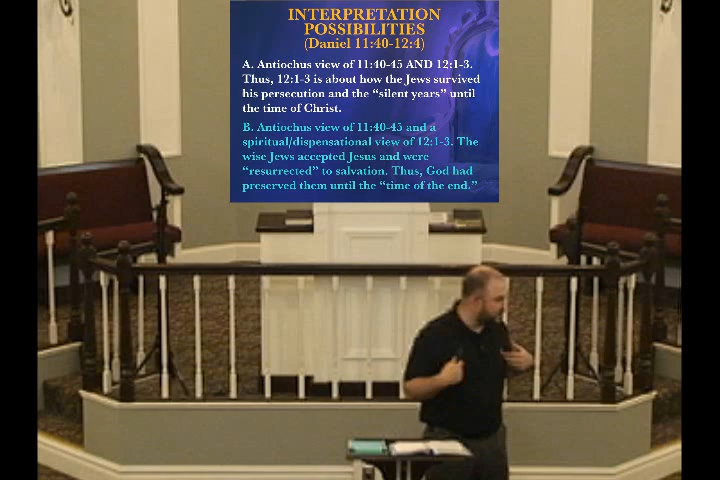 INTERPRETATION
POSSIBILITIES
(Daniel 11:40-12:4)
A. Antiochus view of 11:40-45 AND 12:1-3.
Thus, 12:1-3 is about how the Jews survived
his persecution and the “silent years” until
the time of Christ.
B. Antiochus view of 11:40-45 and a
spiritual/dispensational view of 12:1-3. The
wise Jews accepted Jesus and were
“resurrected” to salvation. Thus, God had
preserved them until the “time of the end.”